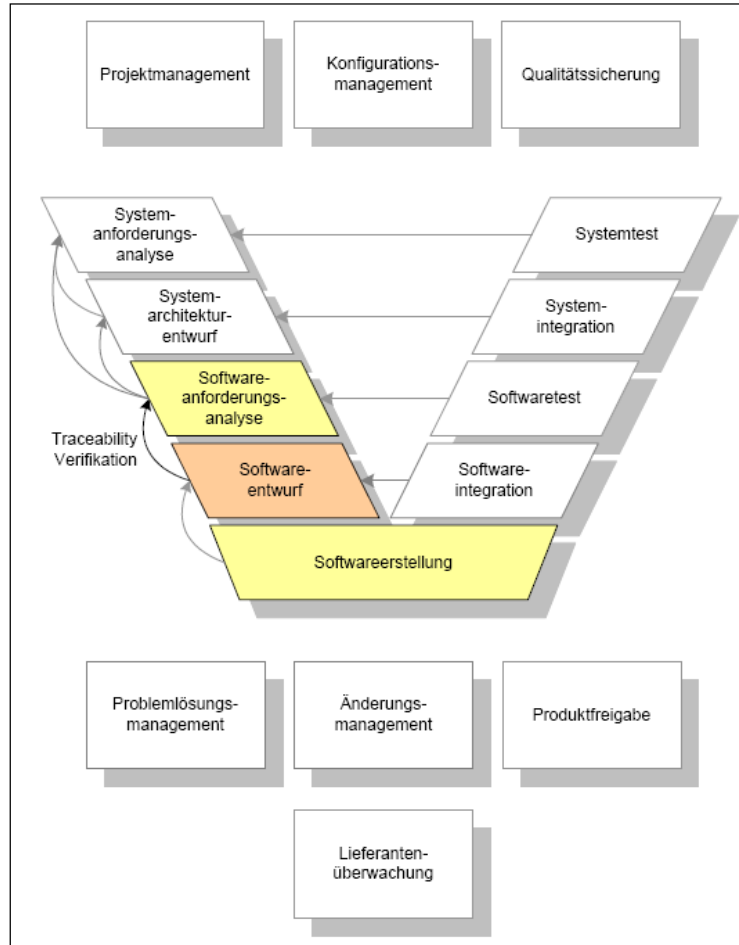 Projektmanagement
Konfigurations-
management
Qualitätssicherung
System-
anforderungs-
analyse
Systemtest
System-
architektur-
entwurf
System-
integration
Software-
anforderungs-
analyse
Softwaretest
Traceability
Verifikation
Software-
entwurf
Software-
integration
Softwareerstellung
Problemlösungs-
management
Änderungs-
management
Produktfreigabe
Lieferanten-
überwachung